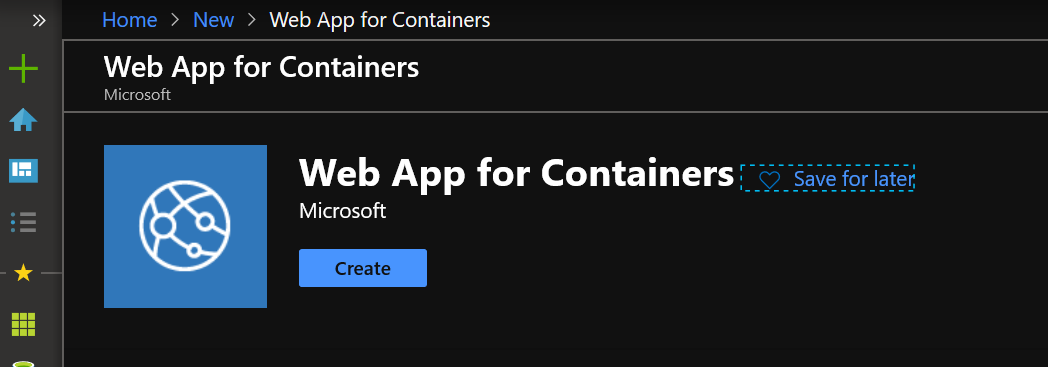 Home > New > Web App for Containers
Web App for Containers
Microsoft
Web App for Containers Save for later
Microsoft
Create